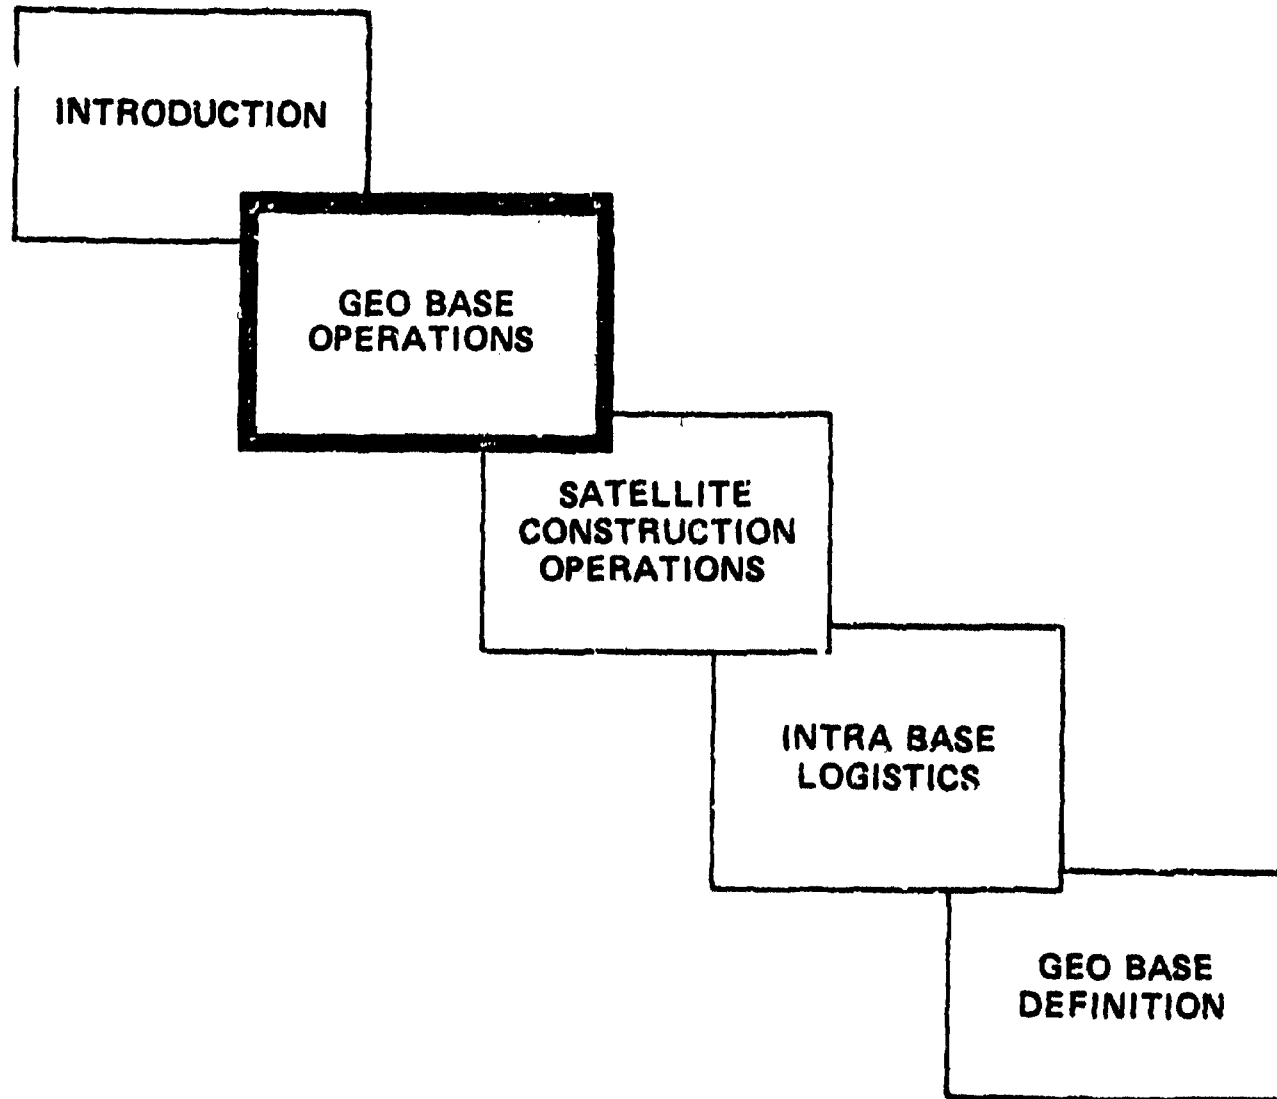 INTRODUCTION
GEO BASE
OPERATIONS
SATELLITE
CONSTRUCTION
OPERATIONS
INTRA BASE
LOGISTICS
GEO BASE
DEFINITION